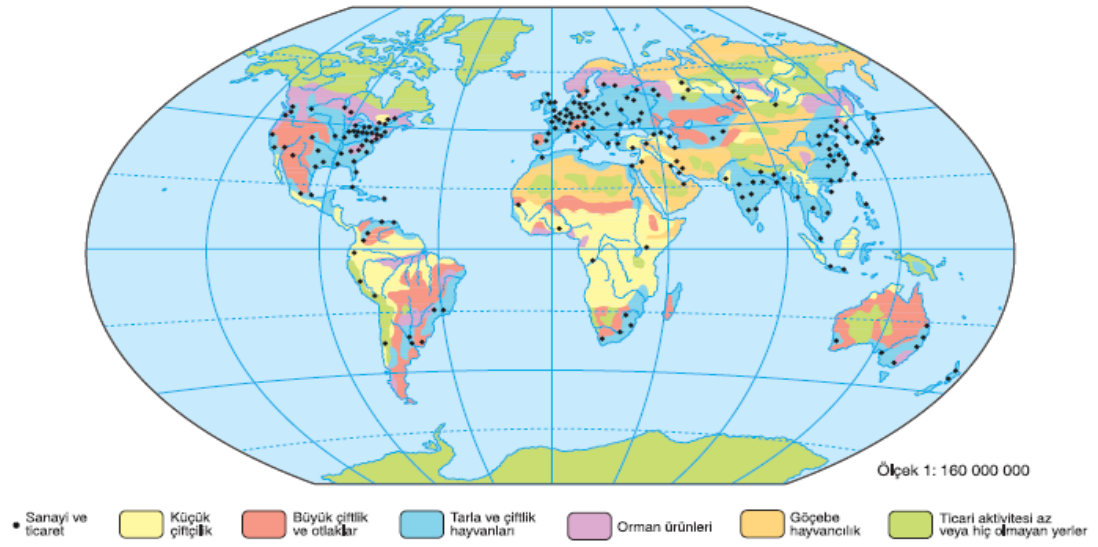 Ölçek 1: 160 000 000
Sanayi ve
ticaret
Küçük
çiftçilik
Büyük çiftlik
ve otlaklar
Tarla ve çiftlik
hayvanları
Orman ürünleri
Göçebe
hayvancılık
Ticari aktivitesi az
veya hiç olmayan yerler